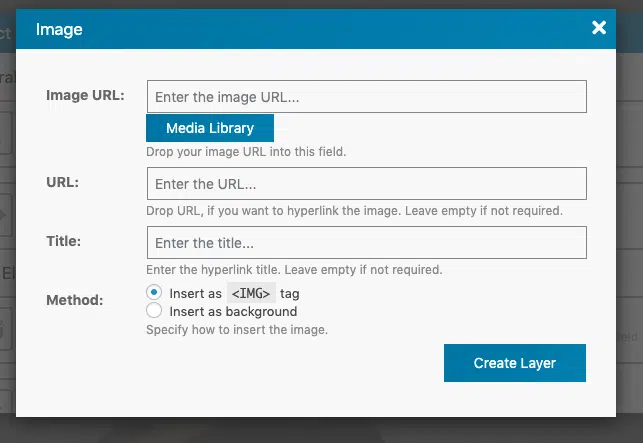 Image
Image URL:
Enter the image URL...
Media Library
Drop your image URL into this field.
URL:
Enter the URL...
Drop URL, if you want to hyperlink the image. Leave empty if not required.
Title:
Enter the title...
Enter the hyperlink title. Leave empty if not required.
Method:
Insert as <IMG> tag
Insert as background
Specify how to insert the image.
Create Layer